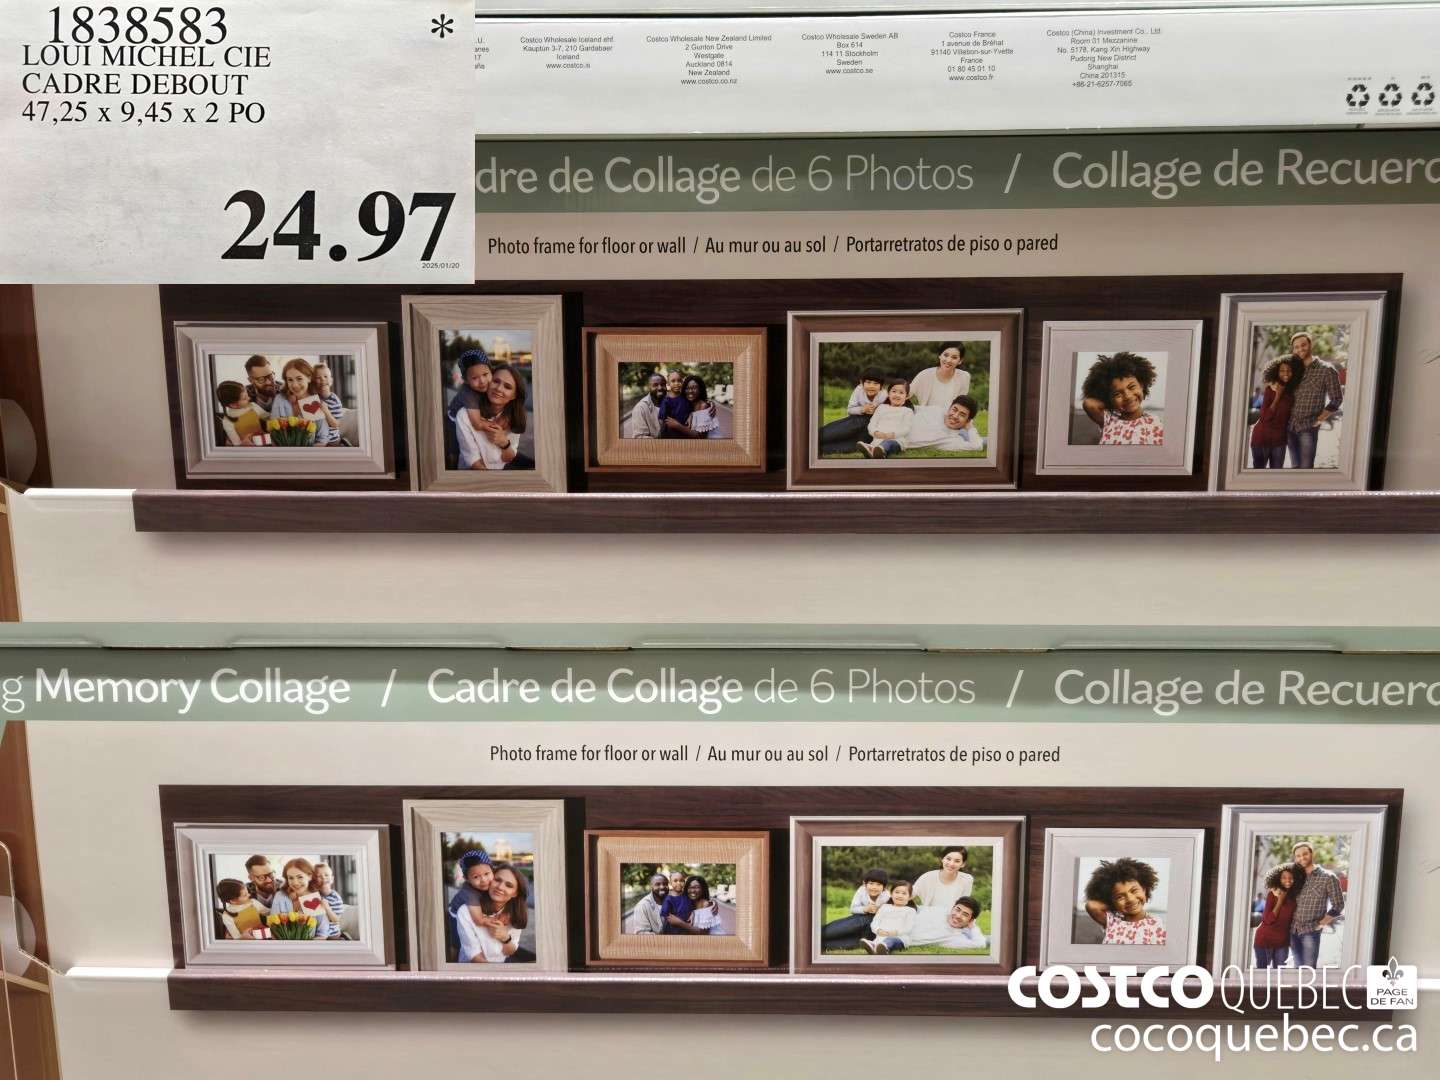 1838583 *
LOUI MICHEL CIE
CADRE DEBOUT
47,25 x 9,45 x 2 PO
24.97
2025/01/20
Costco Wholesale Iceland ehf.
Kauptún 3-7, 210 Gardabaer
Iceland
www.costco.is
Costco Wholesale New Zealand Limited
2 Gunton Drive
Westgate
Auckland 0814
New Zealand
www.costco.co.nz
Costco Wholesale Sweden AB
Box 614
114 11 Stockholm
Sweden
www.costco.se
Costco France
1 avenue de Bréhat
91140 Villebon-sur-Yvette
France
01 80 45 01 10
www.costco.fr
Costco (China) Investment Co., Ltd.
Room 01 Mezzanine
No. 5178, Kang Xin Highway
Pudong New District
Shanghai
China 201315
+86-21-6257-7065
dre de Collage de 6 Photos / Collage de Recuerd
Photo frame for floor or wall / Au mur ou au sol / Portarretratos de piso o pared
g Memory Collage / Cadre de Collage de 6 Photos / Collage de Recuerd
Photo frame for floor or wall / Au mur ou au sol / Portarretratos de piso o pared
COSTCO QUÉBEC PAGE DE FAN
cocoquebec.ca